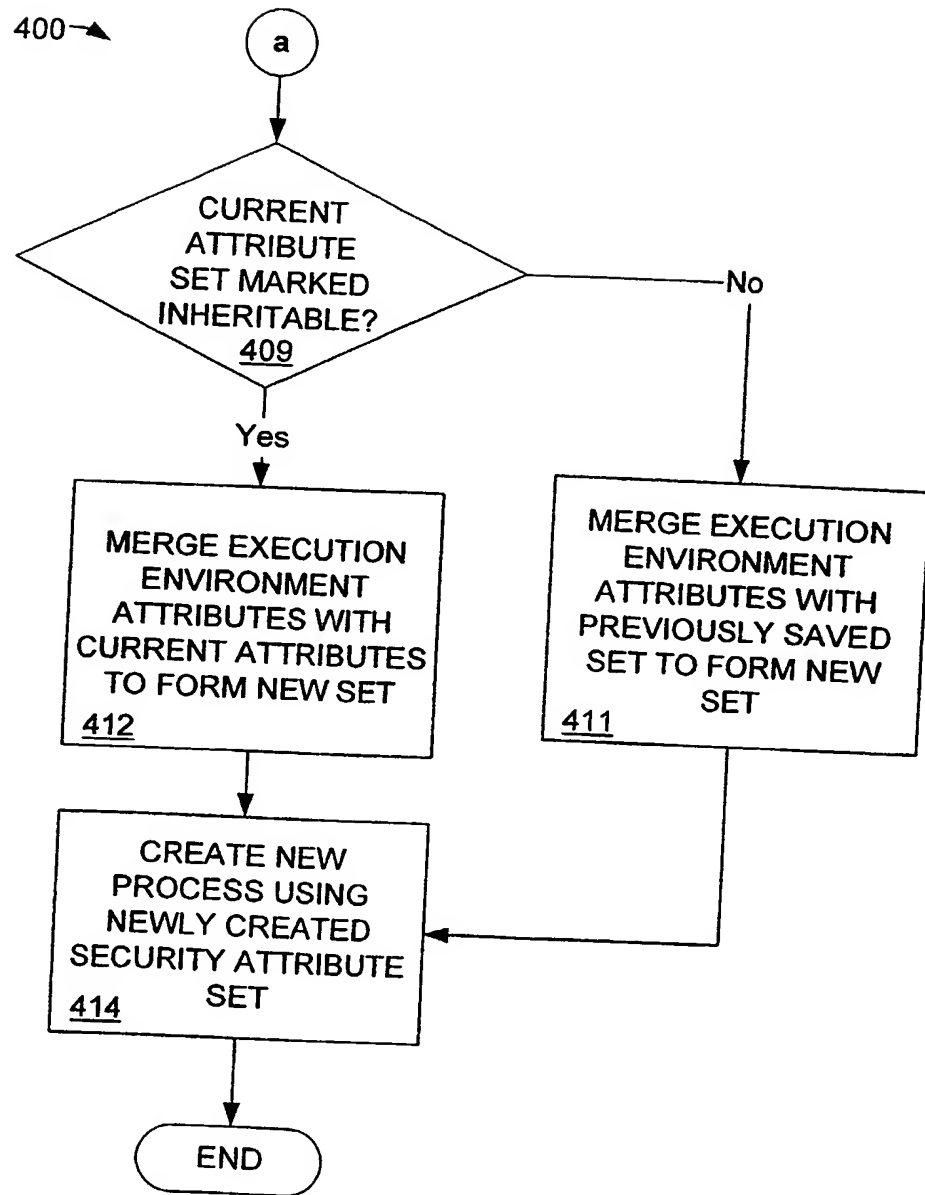 400
a
CURRENT
ATTRIBUTE
SET MARKED
INHERITABLE?
409
No
Yes
MERGE EXECUTION
ENVIRONMENT
ATTRIBUTES WITH
CURRENT ATTRIBUTES
TO FORM NEW SET
412
MERGE EXECUTION
ENVIRONMENT
ATTRIBUTES WITH
PREVIOUSLY SAVED
SET TO FORM NEW
SET
411
CREATE NEW
PROCESS USING
NEWLY CREATED
SECURITY ATTRIBUTE
SET
414
END